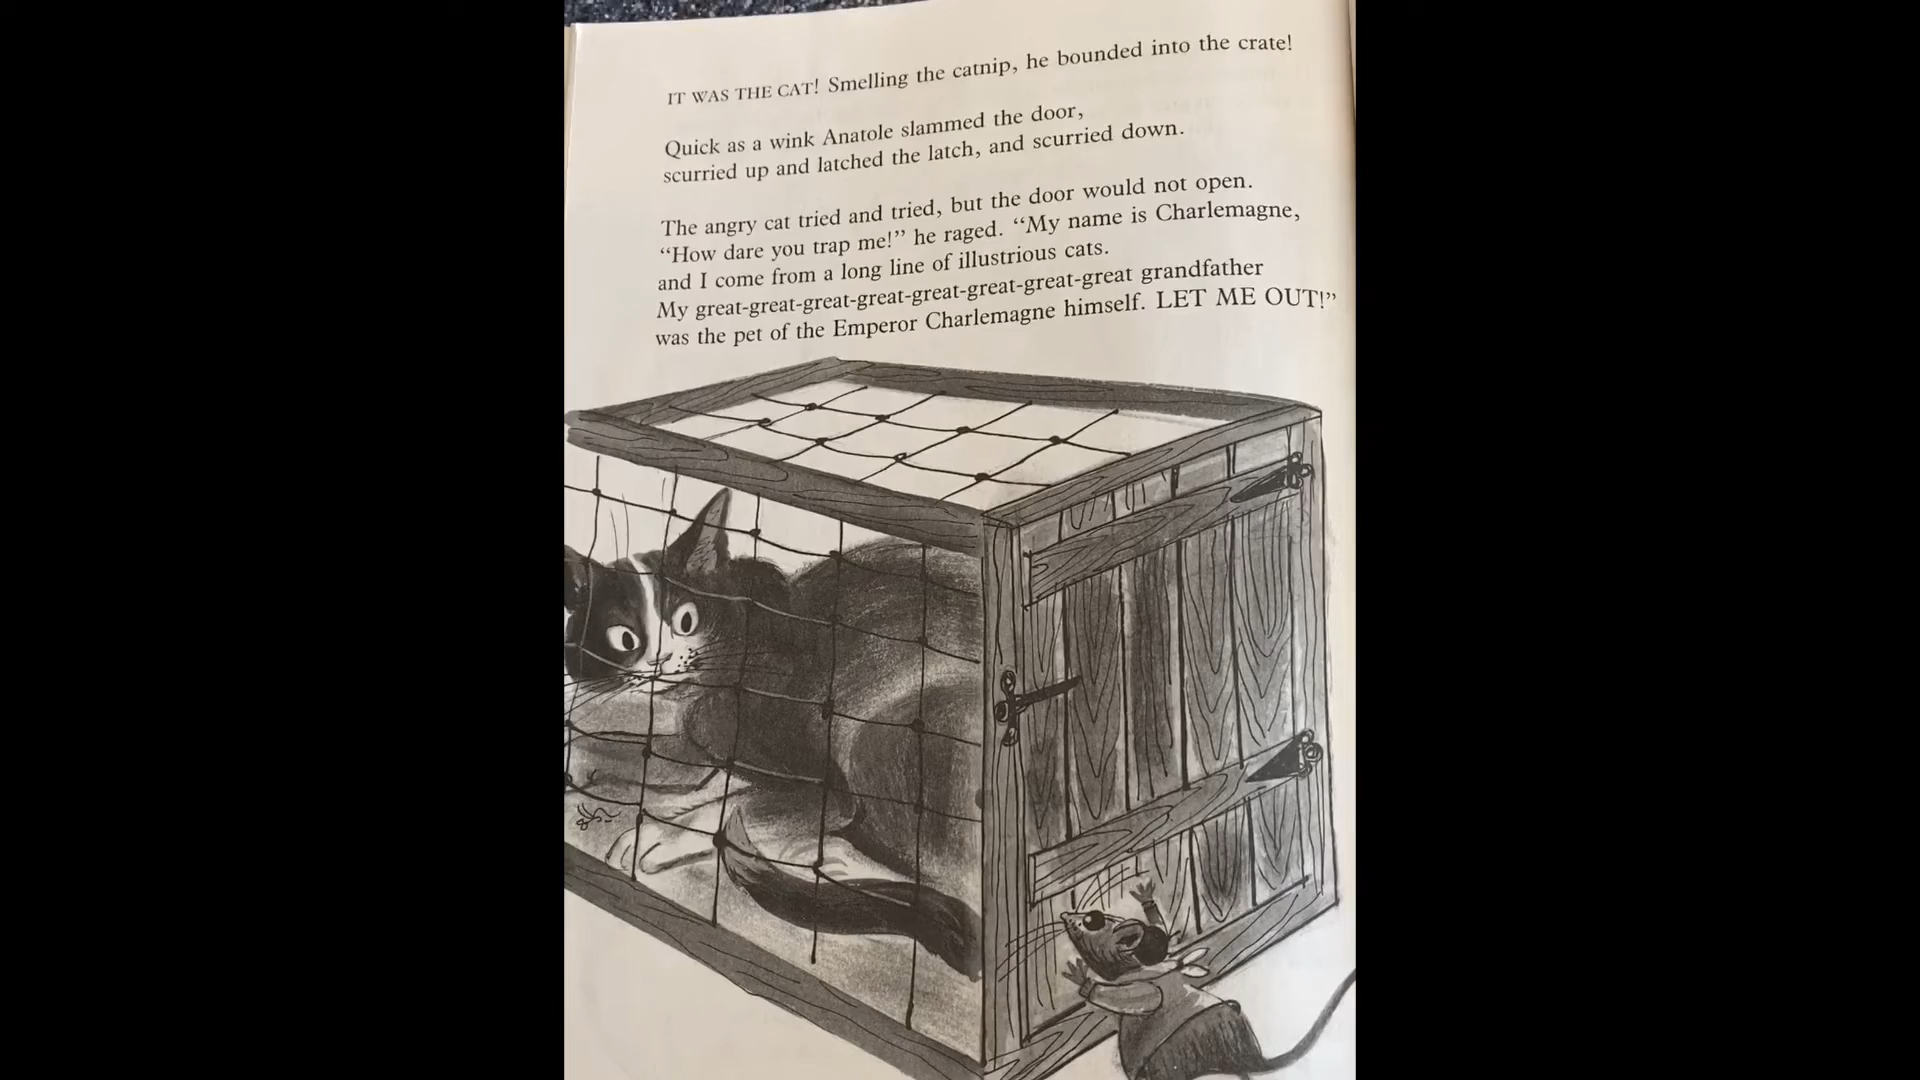 IT WAS THE CAT! Smelling the catnip, he bounded into the crate!
Quick as a wink Anatole slammed the door,
scurried up and latched the latch, and scurried down.
The angry cat tried and tried, but the door would not open.
“How dare you trap me!” he raged. “My name is Charlemagne,
and I come from a long line of illustrious cats.
My great-great-great-great-great-great-great-great grandfather
was the pet of the Emperor Charlemagne himself. LET ME OUT!”